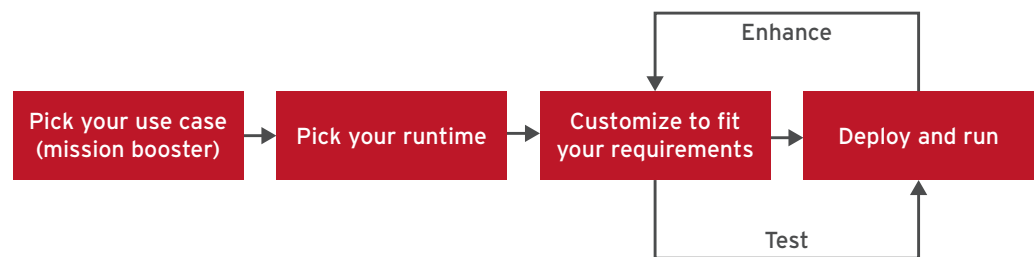 Enhance
Pick your use case
(mission booster)
Pick your runtime
Customize to fit
your requirements
Deploy and run
Test